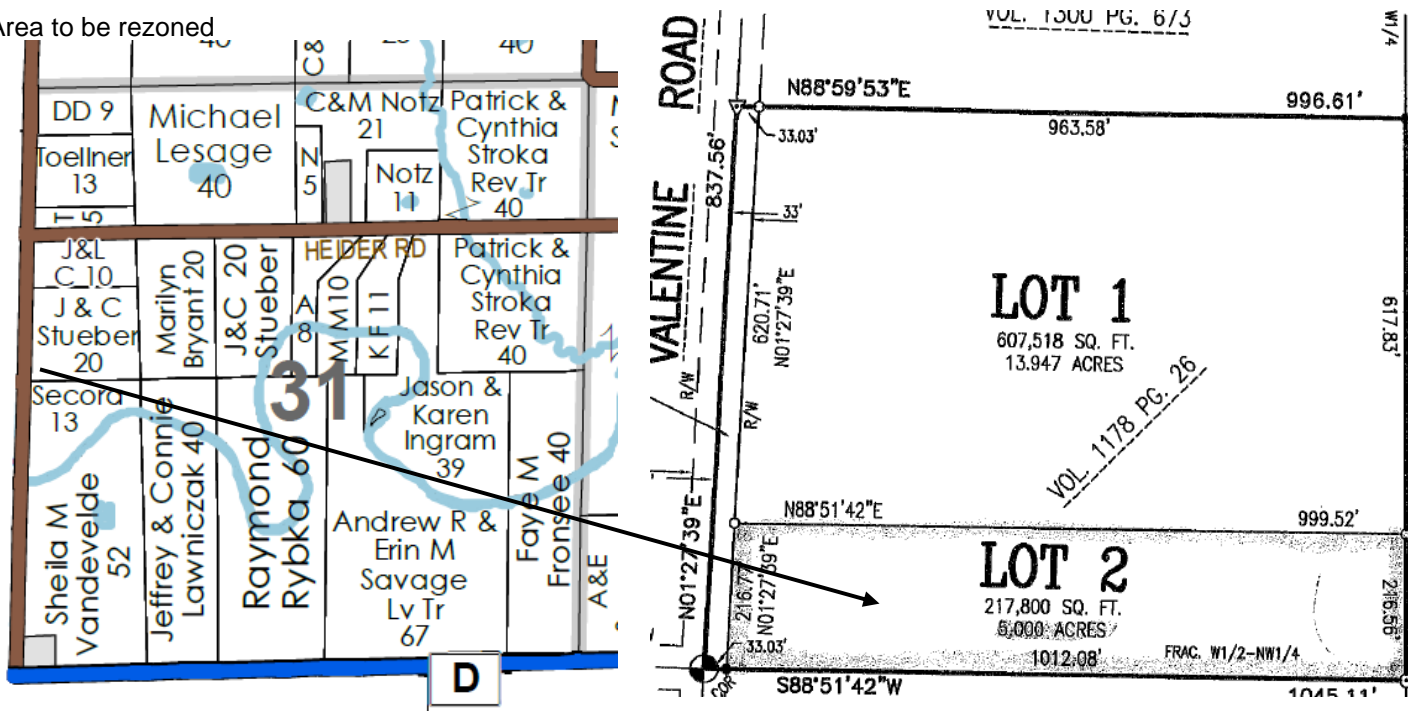 Area to be rezoned
40
C&
40
DD 9
Michael
Lesage
40
C&M Notz
21
Patrick &
Cynthia
Stroka
Rev Tr
40
Toellner
13
N
5
Notz
11
T 5
J&L
C 10
HEIDER RD
J & C
Stueber
20
Marilyn
Bryant 20
J&C 20
Stueber
A
8
M M 10
K F 11
Patrick &
Cynthia
Stroka
Rev Tr
40
31
Secora
13
Jason &
Karen
Ingram
39
Sheila M
Vandevelde
52
Jeffrey & Connie
Lawniczak 40
Raymond
Rybka 60
Andrew R &
Erin M
Savage
Lv Tr
67
Faye M
Fronsee 40
A&E
D
VOL. 1300 PG. 673
W1/4
VALENTINE ROAD
N88°59'53"E
996.61'
963.58'
33.03'
837.56'
33'
620.71'
N01°27'39"E
R/W
R/W
LOT 1
607,518 SQ. FT.
13.947 ACRES
617.83'
VOL. 1178 PG. 26
N01°27'39"E
N88°51'42"E
999.52'
216.77'
N01°27'39"E
LOT 2
217,800 SQ. FT.
5.000 ACRES
216.56'
33.03'
1012.08'
FRAC. W1/2-NW1/4
COR
S88°51'42"W
1045.11'